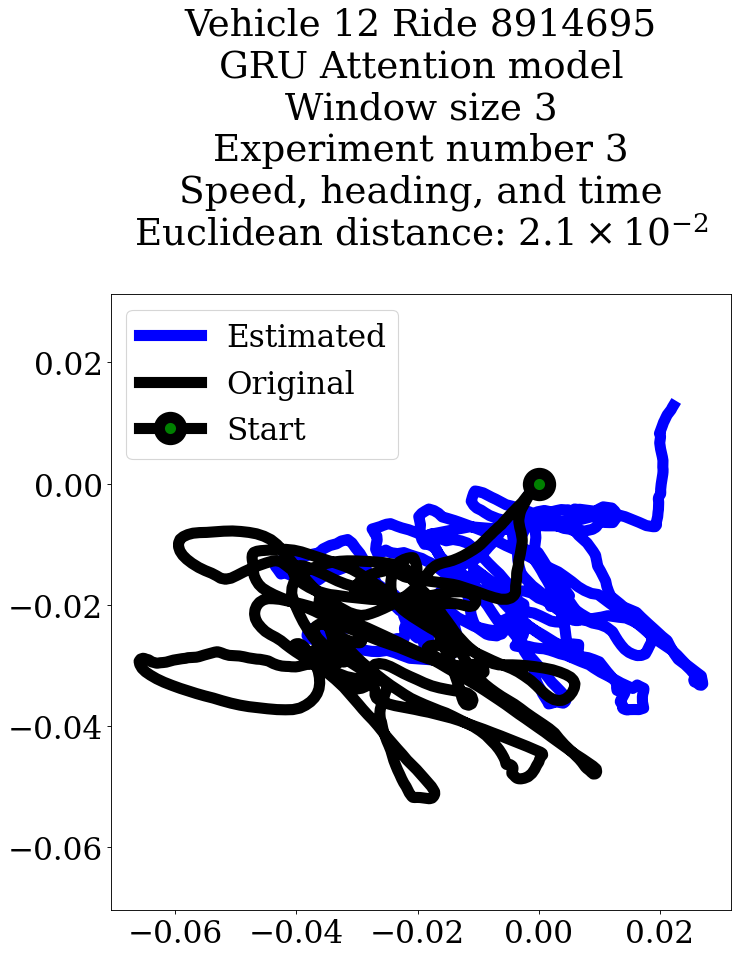 Vehicle 12 Ride 8914695
GRU Attention model
Window size 3
Experiment number 3
Speed, heading, and time
Euclidean distance: 2.1 × 10⁻²
Estimated
Original
Start
0.02
0.00
−0.02
−0.04
−0.06
−0.06 −0.04 −0.02 0.00 0.02